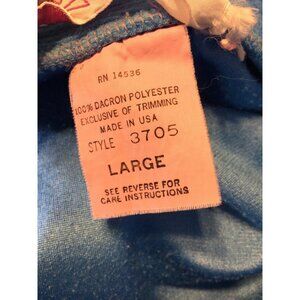 RN 14536
100% DACRON POLYESTER
EXCLUSIVE OF TRIMMING
MADE IN USA
STYLE 3705
LARGE
SEE REVERSE FOR
CARE INSTRUCTIONS